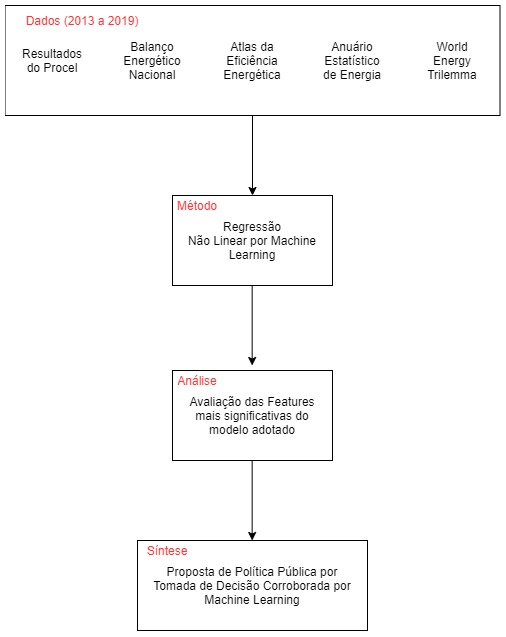 Dados (2013 a 2019)
Resultados
do Procel
Balanço
Energético
Nacional
Atlas da
Eficiência
Energética
Anuário
Estatístico
de Energia
World
Energy
Trilemma
Método
Regressão
Não Linear por Machine
Learning
Análise
Avaliação das Features
mais significativas do
modelo adotado
Síntese
Proposta de Política Pública por
Tomada de Decisão Corroborada por
Machine Learning